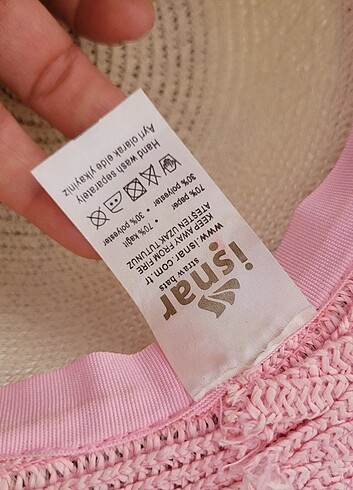 işnar
straw bats
www.isnar.com.tr
KEEP AWAY FROM FIRE
ATEŞTEN UZAK TUTUNUZ
70% paper • 70% kağıt
30% polyester • 30% polyester
Hand wash separately
Ayrı olarak elde yıkayınız